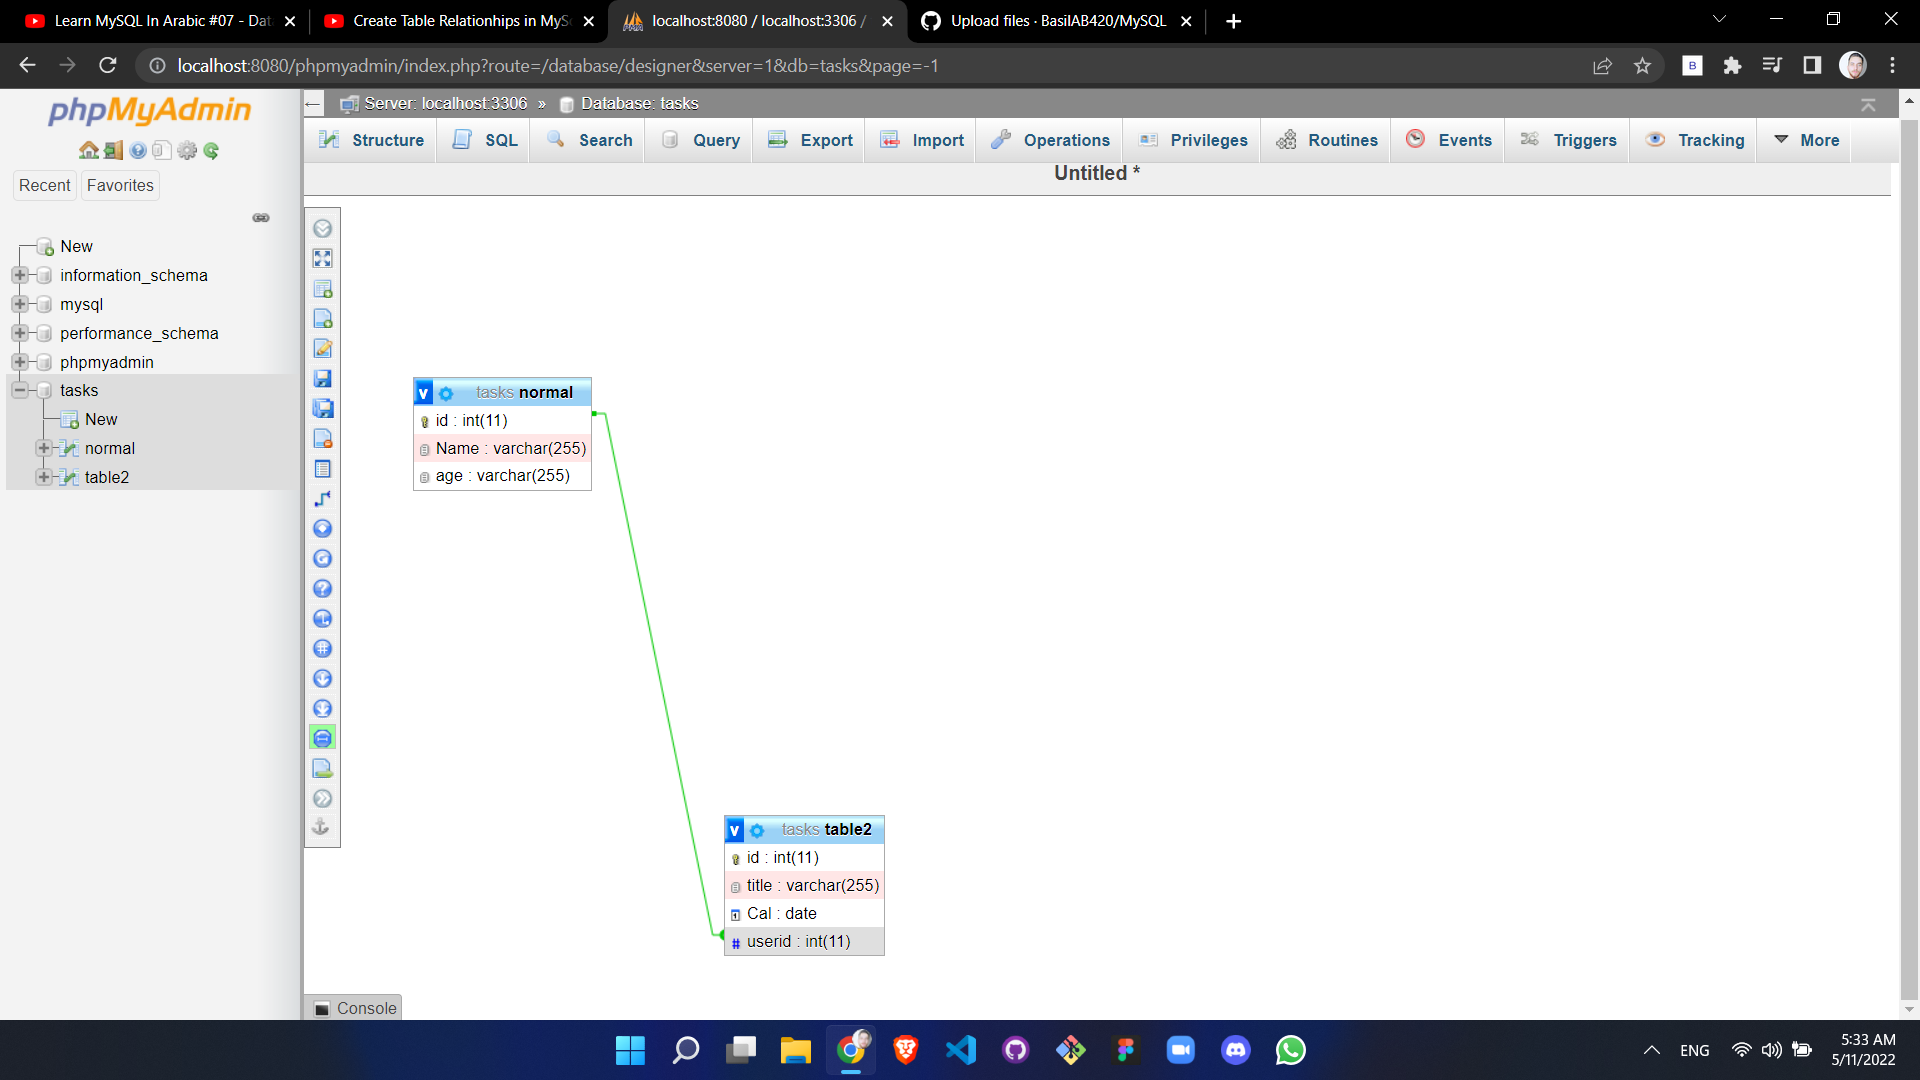 Learn MySQL In Arabic #07 - Dat
Create Table Relationhips in MyS
localhost:8080 / localhost:3306 /
Upload files · BasilAB420/MySQL
localhost:8080/phpmyadmin/index.php?route=/database/designer&server=1&db=tasks&page=-1
B
phpMyAdmin
Recent
Favorites
New
information_schema
mysql
performance_schema
phpmyadmin
tasks
New
normal
table2
Server: localhost:3306 » Database: tasks
Structure
SQL
Search
Query
Export
Import
Operations
Privileges
Routines
Events
Triggers
Tracking
More
Untitled *
v tasks normal
id : int(11)
Name : varchar(255)
age : varchar(255)
v tasks table2
id : int(11)
title : varchar(255)
Cal : date
# userid : int(11)
Console
ENG
5:33 AM
5/11/2022